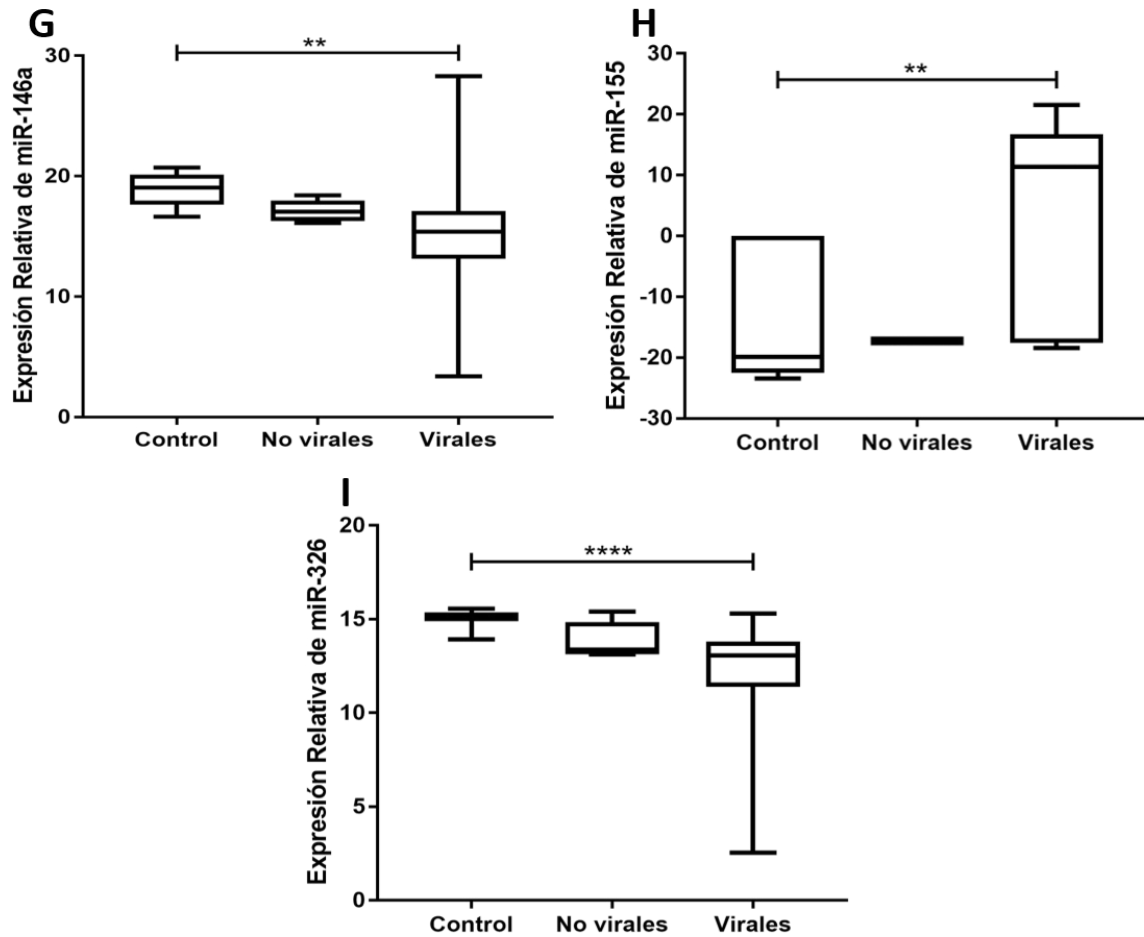 G
Expresión Relativa de miR-146a
30
20
10
0
**
Control
No virales
Virales
H
Expresión Relativa de miR-155
30
20
10
0
-10
-20
-30
**
Control
No virales
Virales
I
Expresión Relativa de miR-326
20
15
10
5
0
****
Control
No virales
Virales